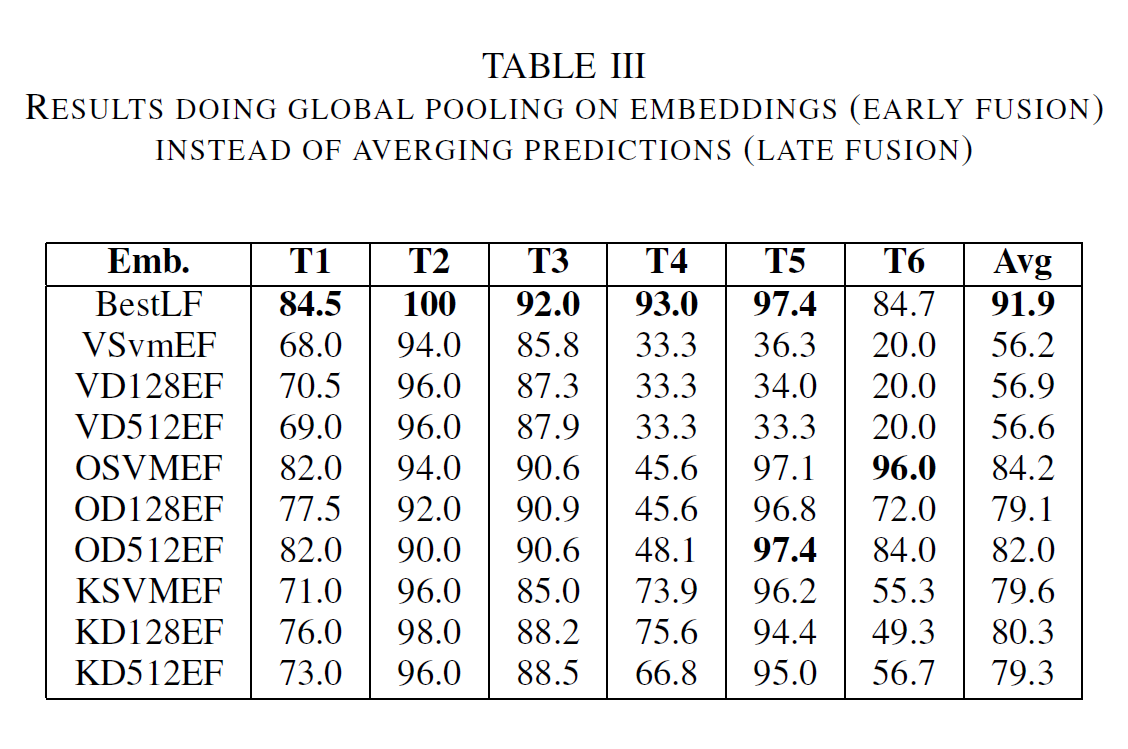 TABLE III
RESULTS DOING GLOBAL POOLING ON EMBEDDINGS (EARLY FUSION)
INSTEAD OF AVERGING PREDICTIONS (LATE FUSION)
Emb. T1 T2 T3 T4 T5 T6 Avg
BestLF 84.5 100 92.0 93.0 97.4 84.7 91.9
VSvmEF 68.0 94.0 85.8 33.3 36.3 20.0 56.2
VD128EF 70.5 96.0 87.3 33.3 34.0 20.0 56.9
VD512EF 69.0 96.0 87.9 33.3 33.3 20.0 56.6
OSVMEF 82.0 94.0 90.6 45.6 97.1 96.0 84.2
OD128EF 77.5 92.0 90.9 45.6 96.8 72.0 79.1
OD512EF 82.0 90.0 90.6 48.1 97.4 84.0 82.0
KSVMEF 71.0 96.0 85.0 73.9 96.2 55.3 79.6
KD128EF 76.0 98.0 88.2 75.6 94.4 49.3 80.3
KD512EF 73.0 96.0 88.5 66.8 95.0 56.7 79.3